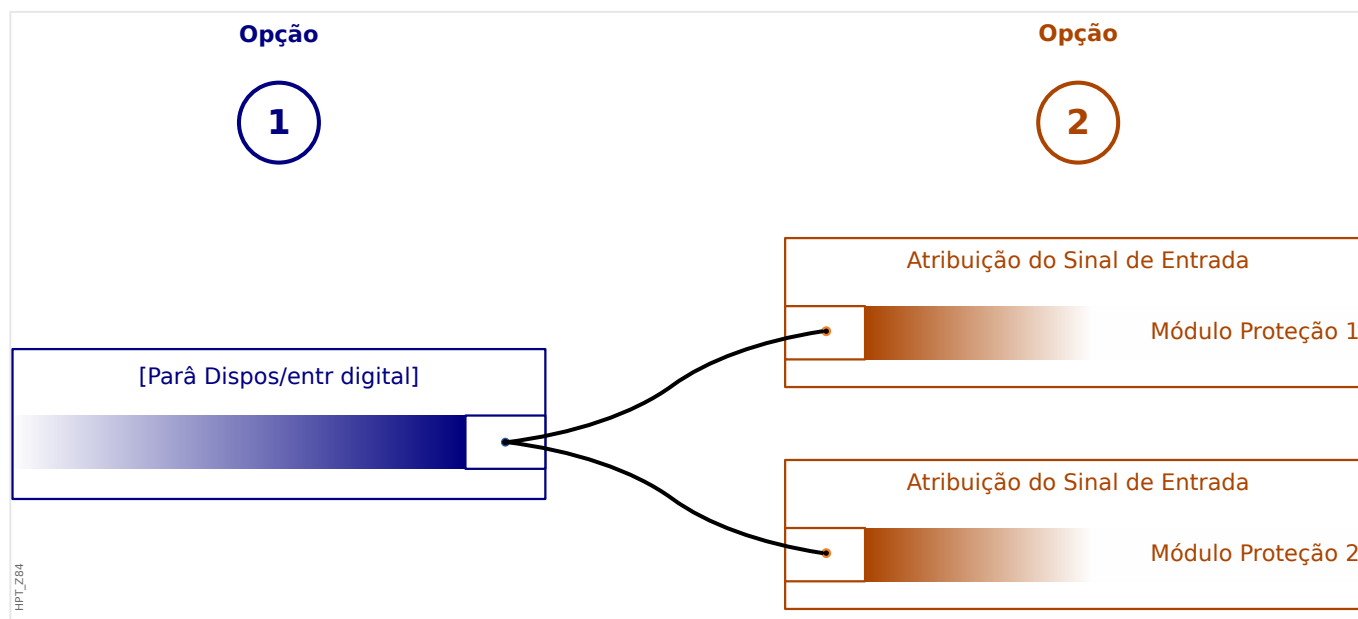 Opção
1
Opção
2
[Parâ Dispos/entr digital]
Atribuição do Sinal de Entrada
Módulo Proteção 1
Atribuição do Sinal de Entrada
Módulo Proteção 2
HPT_Z84